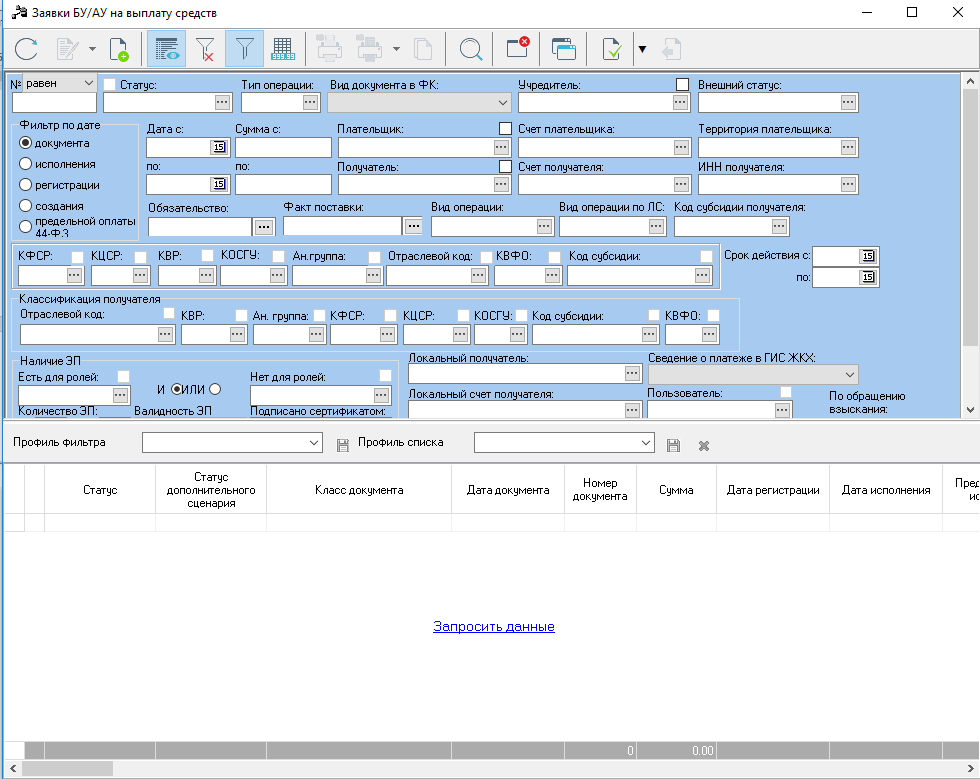 Заявки БУ/АУ на выплату средств
№ равен Статус: Тип операции: Вид документа в ФК: Учредитель: Внешний статус:
Фильтр по дате Дата с: Сумма с: Плательщик: Счет плательщика: Территория плательщика:
документа 15
исполнения по: по: Получатель: Счет получателя: ИНН получателя:
регистрации 15
создания Обязательство: Факт поставки: Вид операции: Вид операции по ЛС: Код субсидии получателя:
предельной оплаты
44-ФЗ
КФСР: КЦСР: КВР: КОСГУ: Ан.группа: Отраслевой код: КВФО: Код субсидии: Срок действия с: 15
по: 15
Классификация получателя
Отраслевой код: КВР: Ан. группа: КФСР: КЦСР: КОСГУ: Код субсидии: КВФО:
Наличие ЭП Локальный получатель: Сведение о платеже в ГИС ЖКХ:
Есть для ролей: И ИЛИ Нет для ролей:
Локальный счет получателя: Пользователь: По обращению
взыскания:
Количество ЭП: Валидность ЭП Подписано сертификатом:
Профиль фильтра Профиль списка
Статус Статус дополнительного сценария Класс документа Дата документа Номер документа Сумма Дата регистрации Дата исполнения Пред
ис
Запросить данные
0 0.00